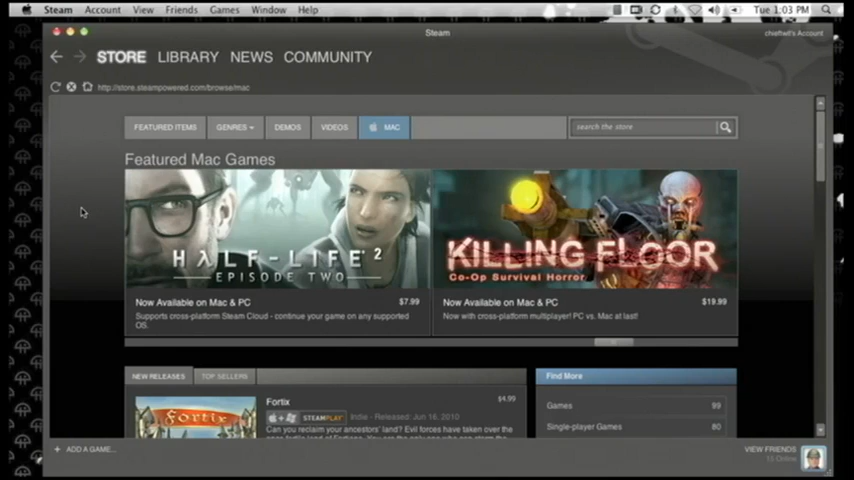 Steam Account View Friends Games Window Help
Tue 1:03 PM
Steam
chiefwil's Account
STORE LIBRARY NEWS COMMUNITY
http://store.steampowered.com/browse/mac
FEATURED ITEMS GENRES DEMOS VIDEOS MAC
search the store
Featured Mac Games
HALF-LIFE 2
EPISODE TWO
KILLING FLOOR
Co-Op Survival Horror
Now Available on Mac & PC $7.99
Supports cross-platform Steam Cloud - continue your game on any supported
OS.
Now Available on Mac & PC $19.99
Now with cross-platform multiplayer! PC vs. Mac at last!
NEW RELEASES TOP SELLERS
Find More
Fortix
Fortix $4.99
STEAMPLAY Indie - Released: Jun 16, 2010
Can you reclaim your ancestors' land? Evil forces have taken over the
Games 99
Single-player Games 80
+ ADD A GAME...
VIEW FRIENDS
Online